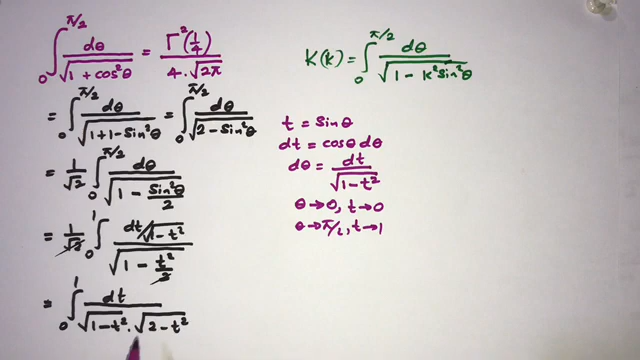 ∫₀^{π/2} dθ/√(1 + cos²θ) = Γ²(1/4)/(4·√(2π))
= ∫₀^{π/2} dθ/√(1+1−sin²θ) = ∫₀^{π/2} dθ/√(2−sin²θ)
= 1/√2 ∫₀^{π/2} dθ/√(1 − sin²θ/2)
= 1/√2 ∫₀^1 (dt/√(1−t²))/√(1 − t²/2)
= ∫₀^1 dt/(√(1−t²) · √(2−t²))
K(k) = ∫₀^{π/2} dθ/√(1 − k²sin²θ)
t = sinθ
dt = cosθ dθ
dθ = dt/√(1−t²)
θ→0, t→0
θ→π/2, t→1